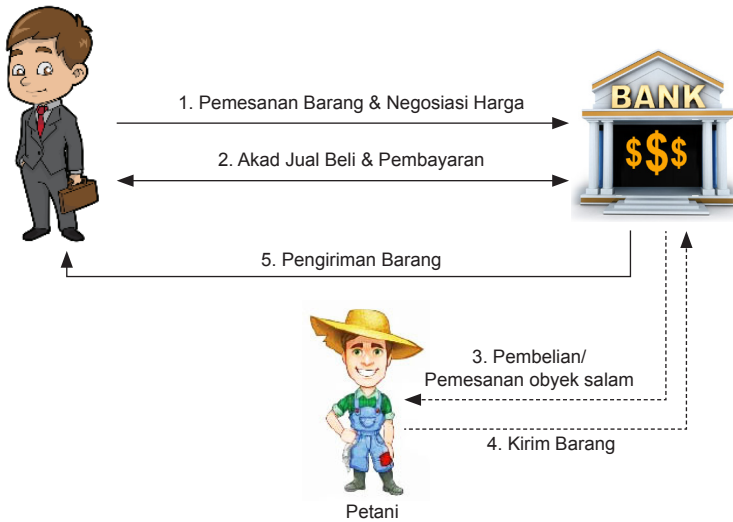 1. Pemesanan Barang & Negosiasi Harga
BANK
2. Akad Jual Beli & Pembayaran
$$$
5. Pengiriman Barang
3. Pembelian/
Pemesanan obyek salam
4. Kirim Barang
Petani